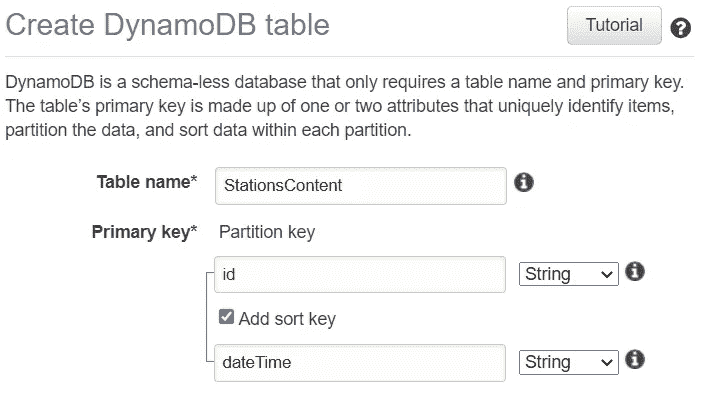 Create DynamoDB table
Tutorial
?
DynamoDB is a schema-less database that only requires a table name and primary key.
The table's primary key is made up of one or two attributes that uniquely identify items,
partition the data, and sort data within each partition.
Table name* StationsContent
Primary key* Partition key
id String
Add sort key
dateTime String